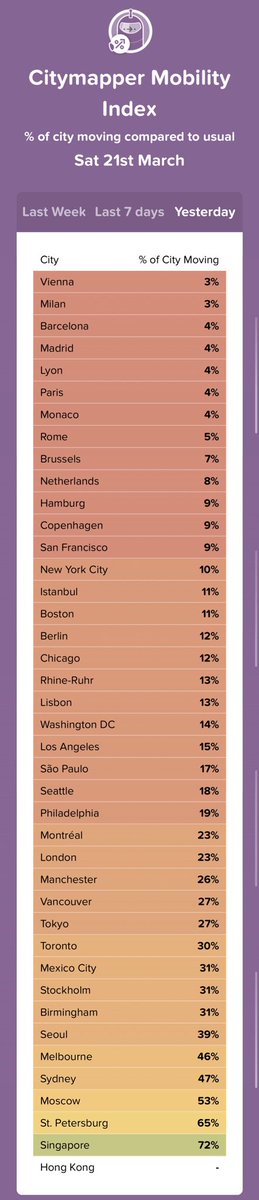 Citymapper Mobility
Index
% of city moving compared to usual
Sat 21st March
Last Week Last 7 days Yesterday
City % of City Moving
Vienna 3%
Milan 3%
Barcelona 4%
Madrid 4%
Lyon 4%
Paris 4%
Monaco 4%
Rome 5%
Brussels 7%
Netherlands 8%
Hamburg 9%
Copenhagen 9%
San Francisco 9%
New York City 10%
Istanbul 11%
Boston 11%
Berlin 12%
Chicago 12%
Rhine-Ruhr 13%
Lisbon 13%
Washington DC 14%
Los Angeles 15%
São Paulo 17%
Seattle 18%
Philadelphia 19%
Montréal 23%
London 23%
Manchester 26%
Vancouver 27%
Tokyo 27%
Toronto 30%
Mexico City 31%
Stockholm 31%
Birmingham 31%
Seoul 39%
Melbourne 46%
Sydney 47%
Moscow 53%
St. Petersburg 65%
Singapore 72%
Hong Kong -